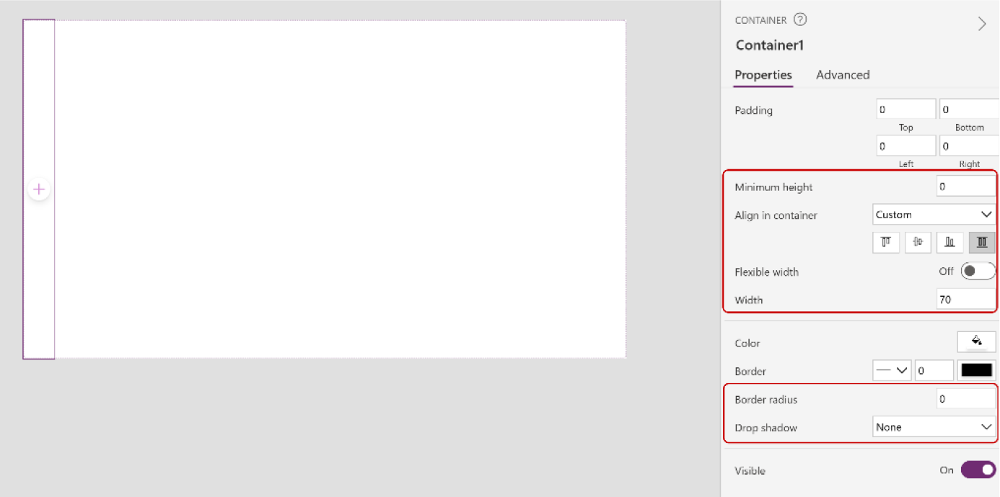 CONTAINER ?
Container1
Properties Advanced
Padding 0 0
Top Bottom
0 0
Left Right
Minimum height 0
Align in container Custom
Flexible width Off
Width 70
Color
Border 0
Border radius 0
Drop shadow None
Visible On